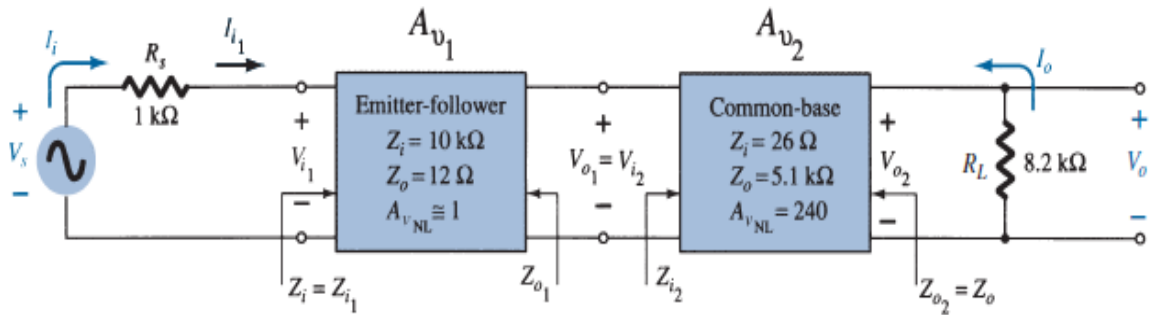 A_υ1
A_υ2
I_i
R_s
I_i1
I_o
1 kΩ
Emitter-follower
Z_i = 10 kΩ
Z_o = 12 Ω
A_vNL ≅ 1
Common-base
Z_i = 26 Ω
Z_o = 5.1 kΩ
A_vNL = 240
+
V_s
−
+
V_i1
−
+
V_o1 = V_i2
−
+
V_o2
−
R_L
8.2 kΩ
+
V_o
−
Z_i = Z_i1
Z_o1
Z_i2
Z_o2 = Z_o